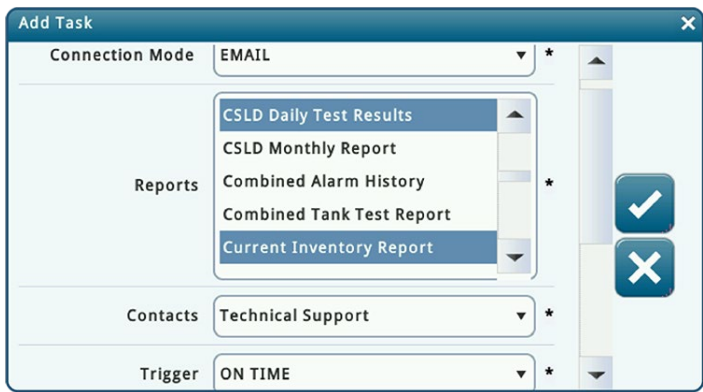 Add Task
Connection Mode EMAIL *
CSLD Daily Test Results
CSLD Monthly Report
Reports Combined Alarm History *
Combined Tank Test Report
Current Inventory Report
Contacts Technical Support *
Trigger ON TIME *